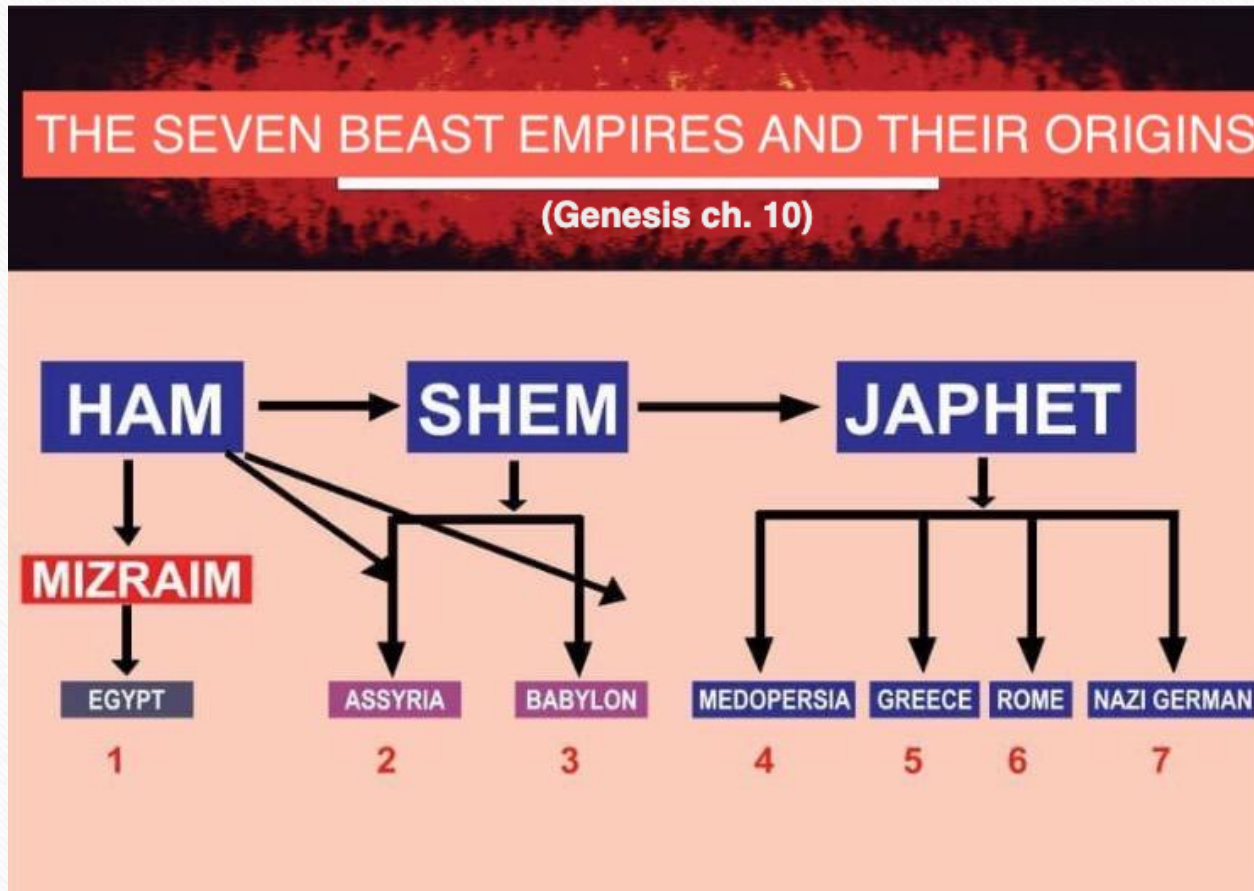 THE SEVEN BEAST EMPIRES AND THEIR ORIGINS
(Genesis ch. 10)
HAM
SHEM
JAPHET
MIZRAIM
EGYPT
ASSYRIA
BABYLON
MEDOPERSIA
GREECE
ROME
NAZI GERMAN
1
2
3
4
5
6
7